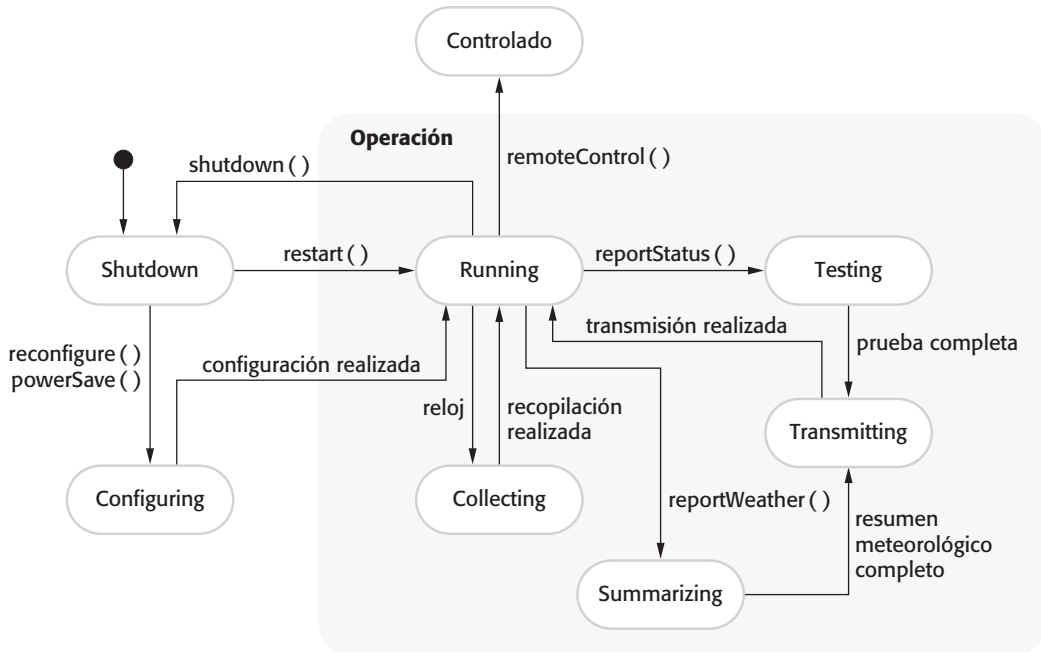 Controlado
Operación
shutdown ( )
remoteControl ( )
Shutdown
restart ( )
Running
reportStatus ( )
Testing
reconfigure ( )
powerSave ( )
configuración realizada
transmisión realizada
prueba completa
reloj
recopilación
realizada
Transmitting
Configuring
Collecting
reportWeather ( )
resumen
meteorológico
completo
Summarizing